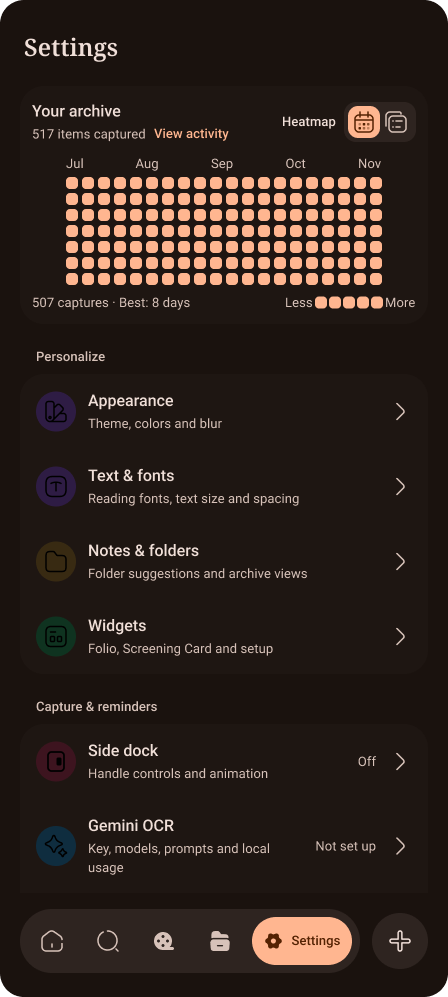 Settings
Your archive
517 items captured View activity
Heatmap
Jul Aug Sep Oct Nov
507 captures · Best: 8 days
Less More
Personalize
Appearance
Theme, colors and blur
Text & fonts
Reading fonts, text size and spacing
Notes & folders
Folder suggestions and archive views
Widgets
Folio, Screening Card and setup
Capture & reminders
Side dock
Handle controls and animation
Off
Gemini OCR
Key, models, prompts and local
usage
Not set up
Settings